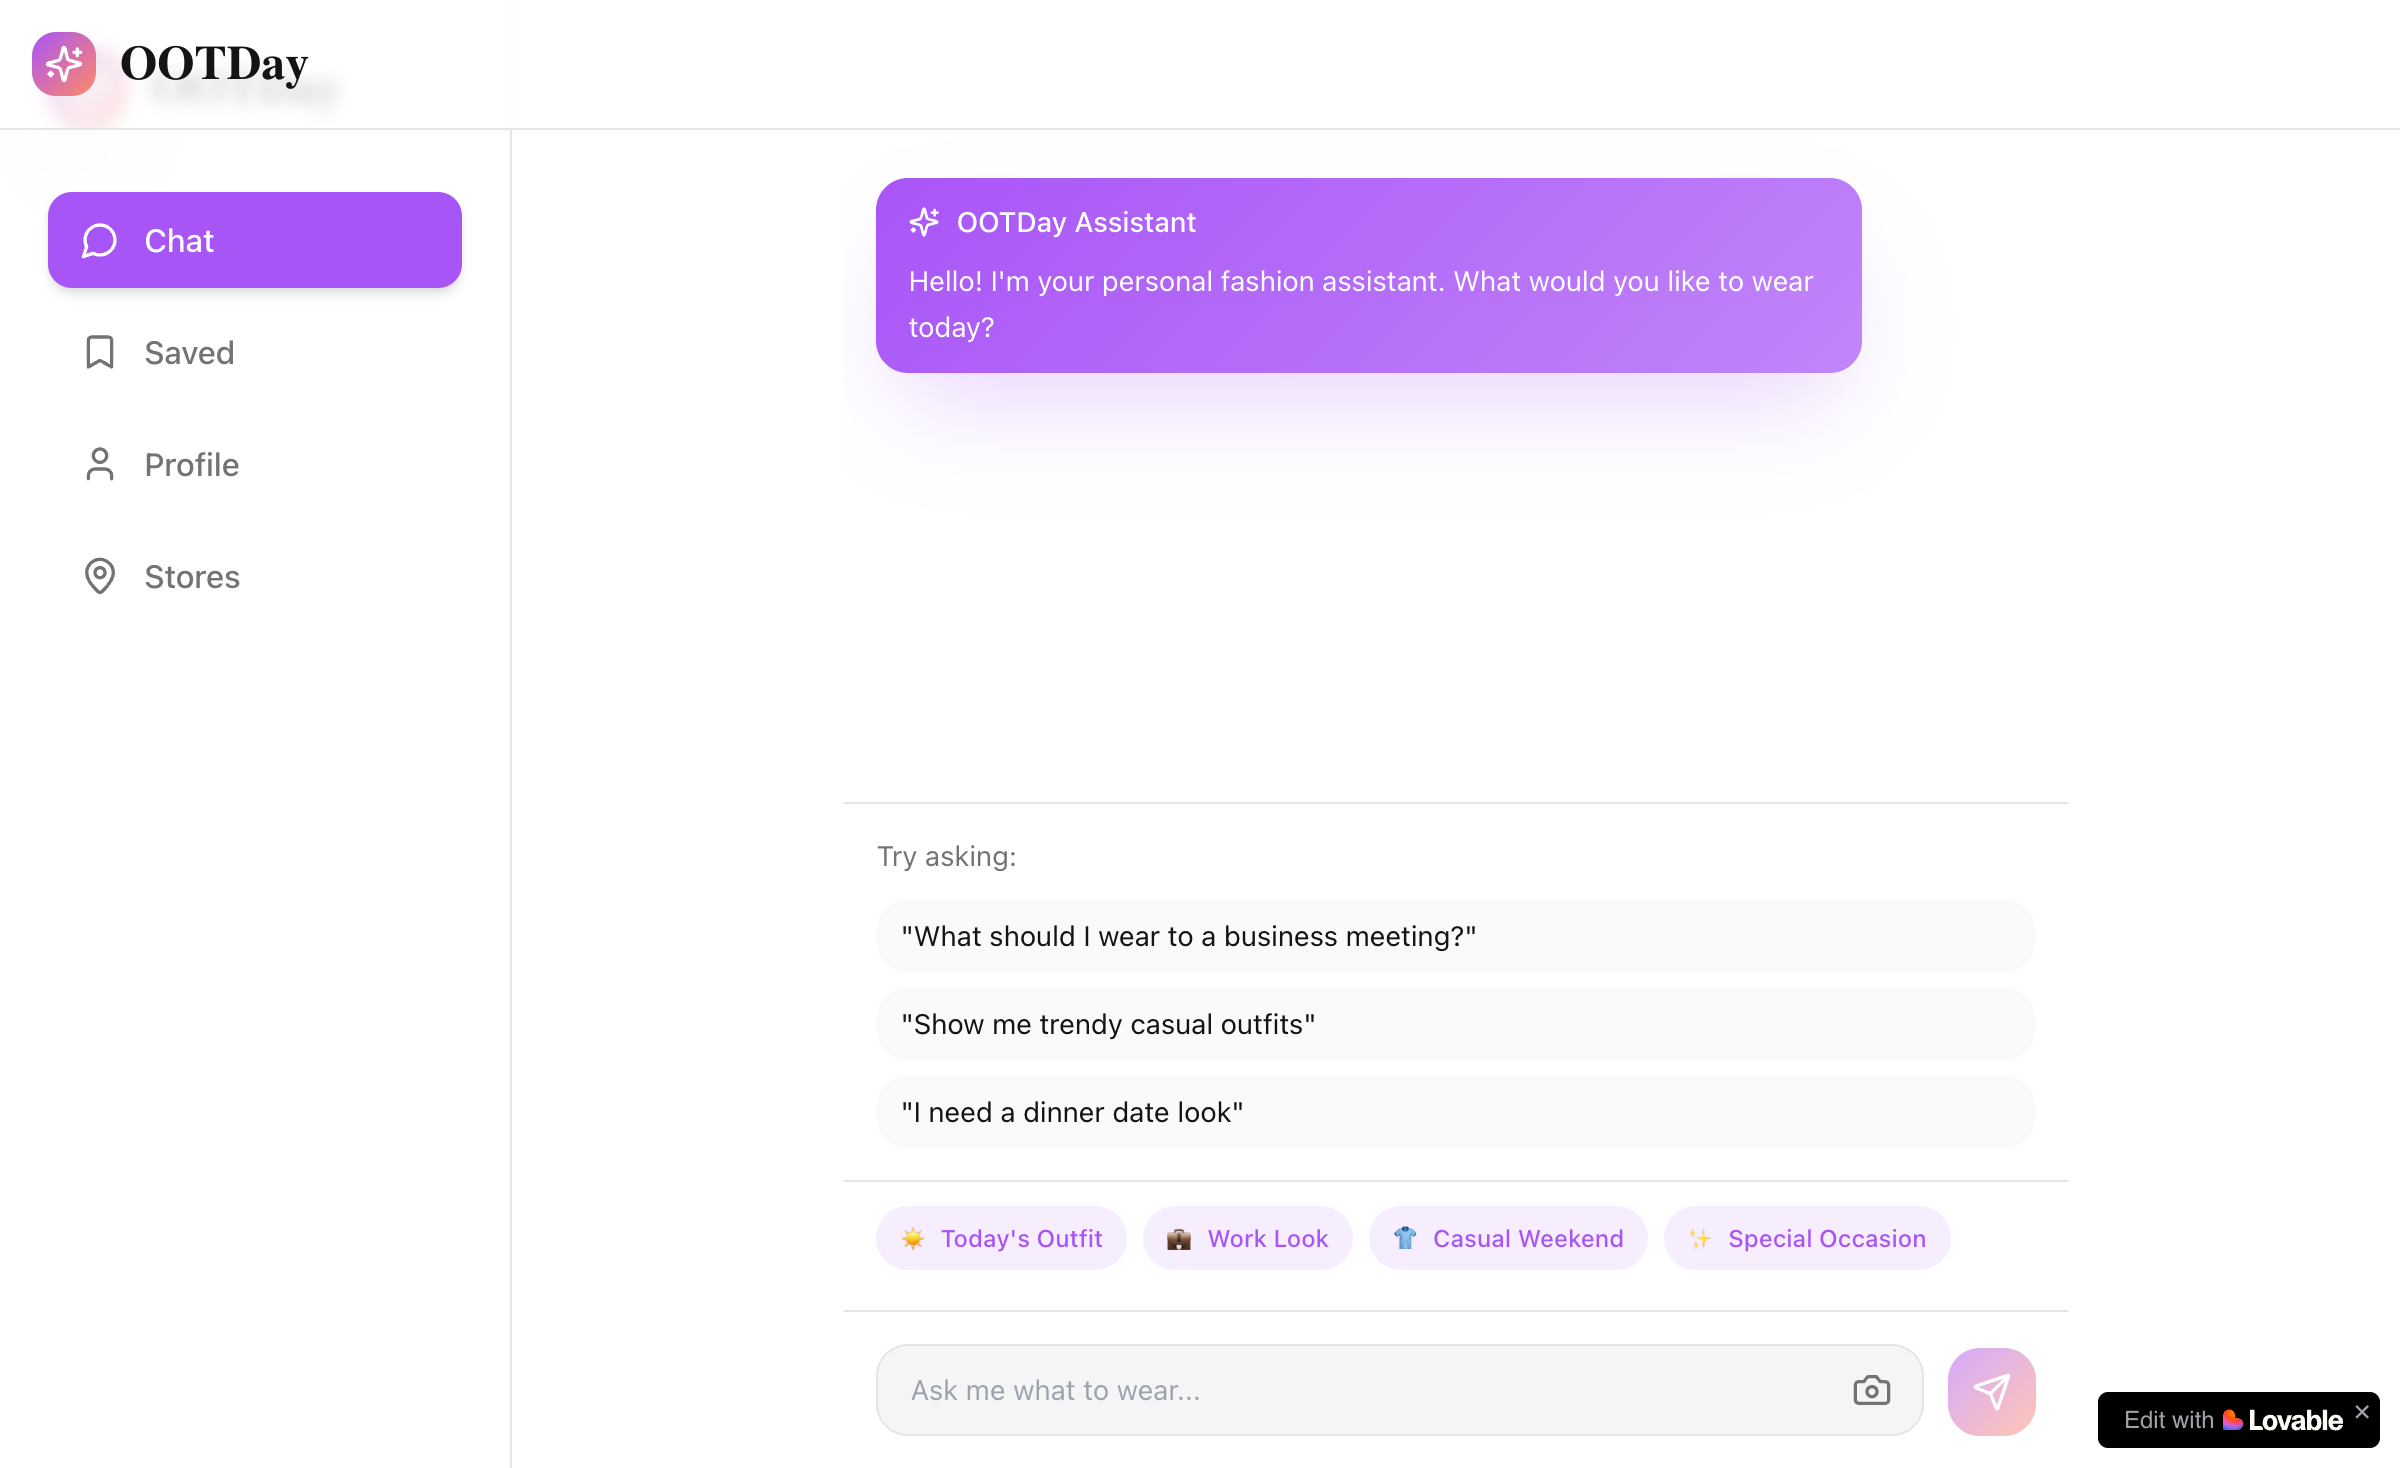 OOTDay
Chat
Saved
Profile
Stores
OOTDay Assistant
Hello! I'm your personal fashion assistant. What would you like to wear
today?
Try asking:
"What should I wear to a business meeting?"
"Show me trendy casual outfits"
"I need a dinner date look"
Today's Outfit
Work Look
Casual Weekend
Special Occasion
Ask me what to wear...
Edit with Lovable